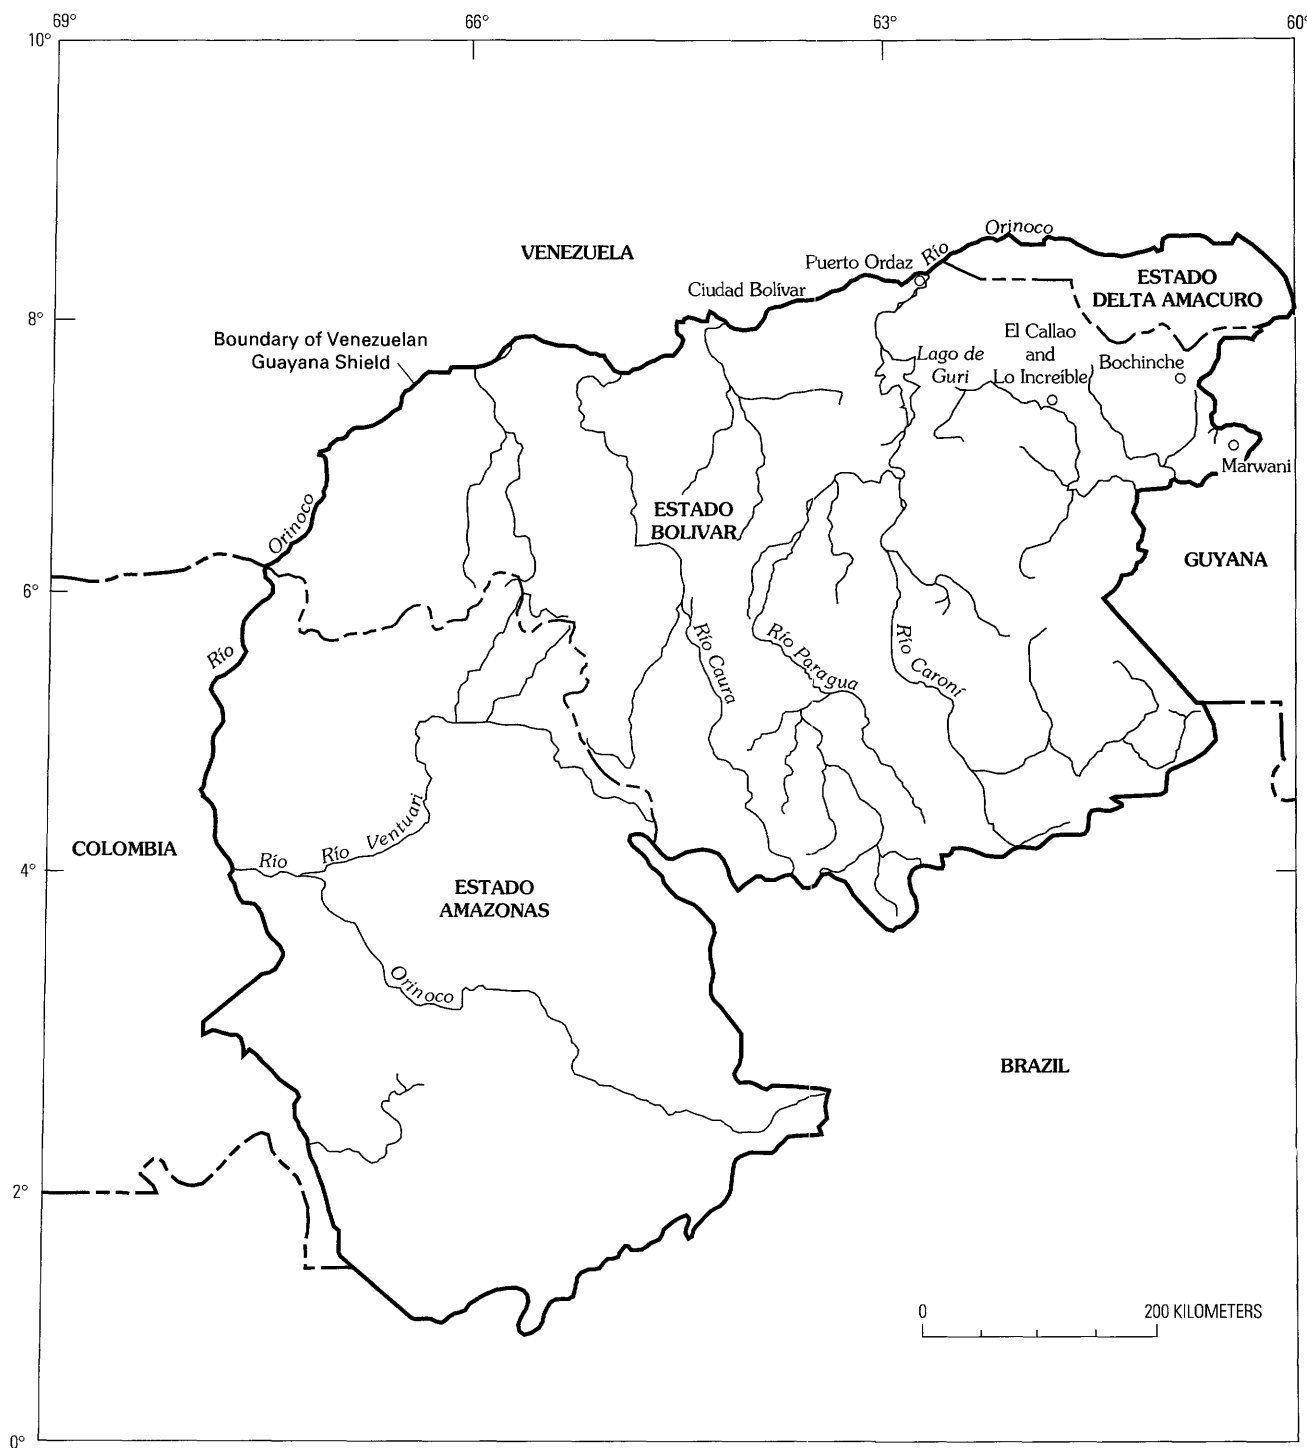 69°
66°
63°
60°
10°
Orinoco
VENEZUELA
Río
Puerto Ordaz
ESTADO
DELTA AMACURO
Ciudad Bolívar
8°
El Callao
and
Lo Increíble
Boundary of Venezuelan
Guayana Shield
Lago de
Guri
Bochinche
Marwani
ESTADO
BOLIVAR
Orinoco
GUYANA
6°
Río
Río Caura
Río Paragua
Río Caroní
Río Ventuari
COLOMBIA
Río
4°
ESTADO
AMAZONAS
Orinoco
BRAZIL
2°
0
200 KILOMETERS
0°